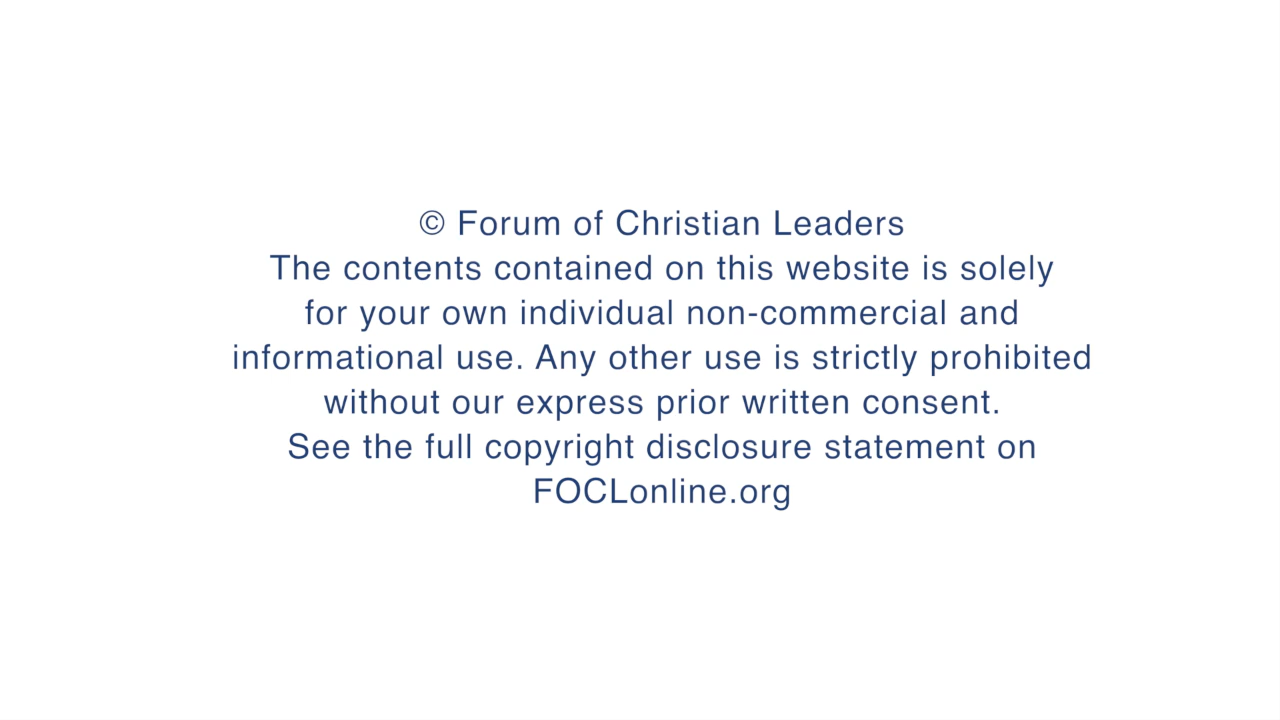 © Forum of Christian Leaders
The contents contained on this website is solely
for your own individual non-commercial and
informational use. Any other use is strictly prohibited
without our express prior written consent.
See the full copyright disclosure statement on
FOCLonline.org